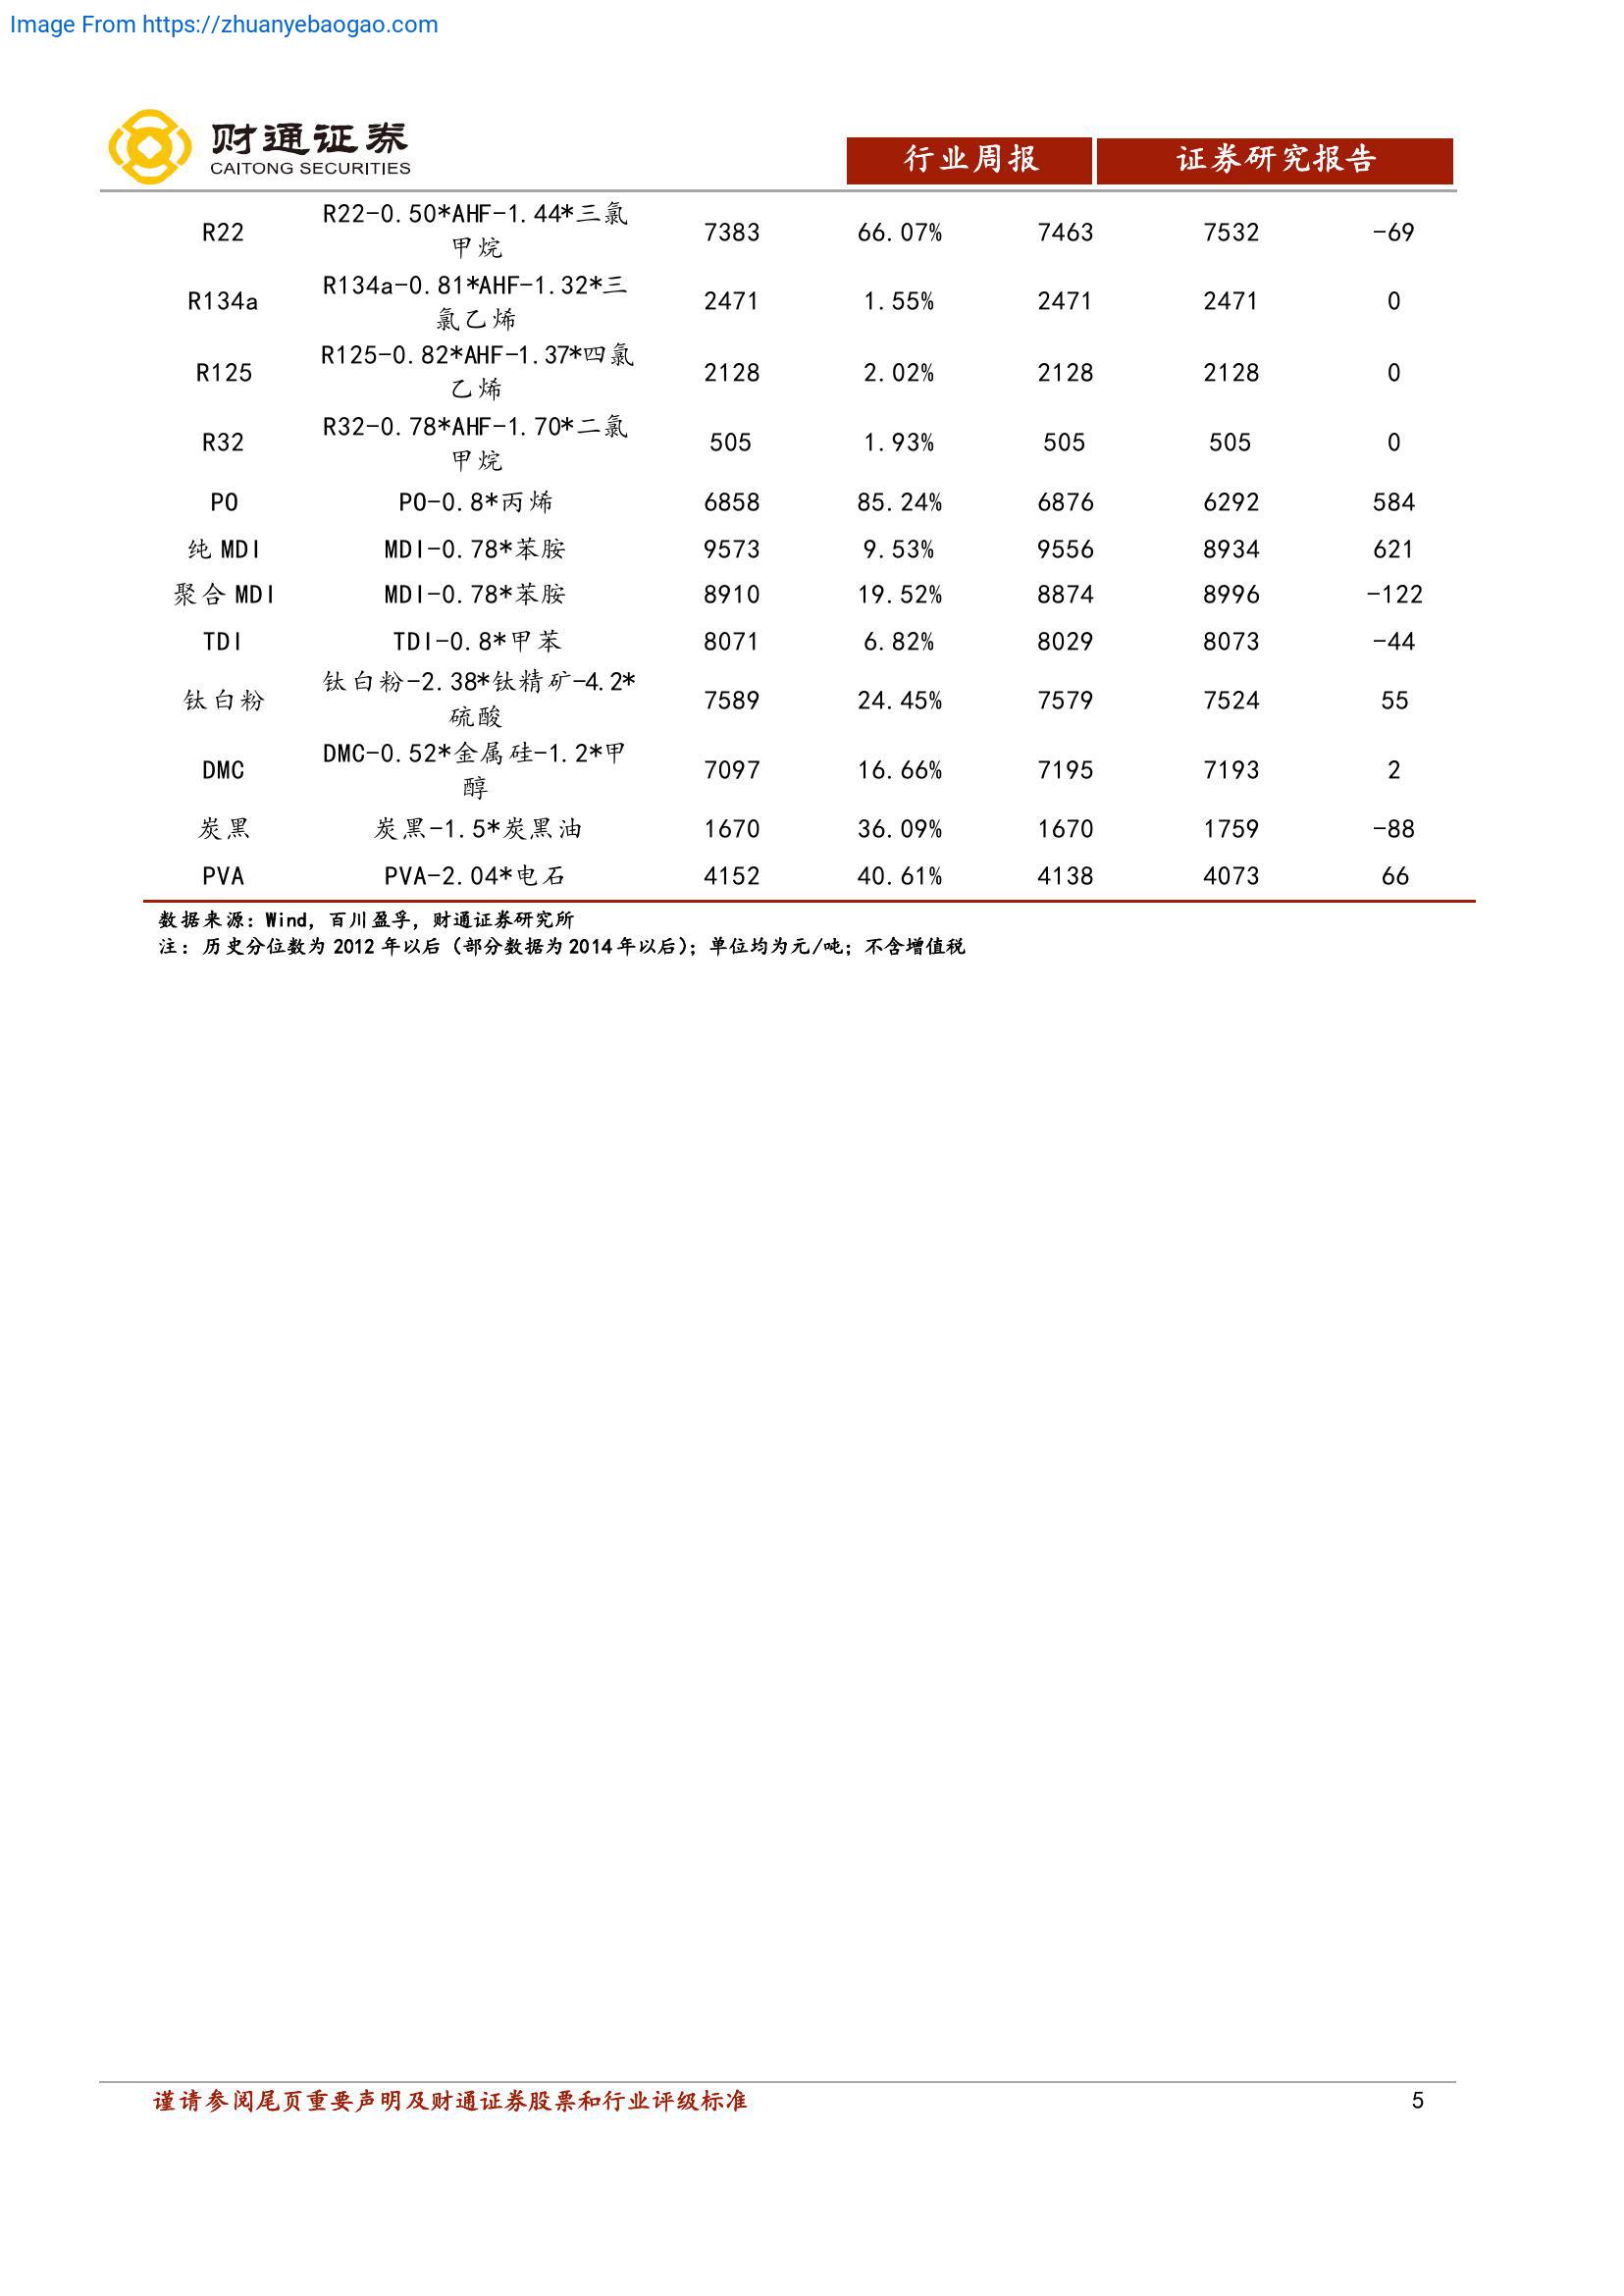 Image From https://zhuanyebaogao.com
财通证券
CAITONG SECURITIES
行业周报 证券研究报告
R22 R22-0.50*AHF-1.44*三氯 7383 66.07% 7463 7532 -69
甲烷
R134a R134a-0.81*AHF-1.32*三 2471 1.55% 2471 2471 0
氯乙烯
R125 R125-0.82*AHF-1.37*四氯 2128 2.02% 2128 2128 0
乙烯
R32 R32-0.78*AHF-1.70*二氯 505 1.93% 505 505 0
甲烷
PO PO-0.8*丙烯 6858 85.24% 6876 6292 584
纯MDI MDI-0.78*苯胺 9573 9.53% 9556 8934 621
聚合MDI MDI-0.78*苯胺 8910 19.52% 8874 8996 -122
TDI TDI-0.8*甲苯 8071 6.82% 8029 8073 -44
钛白粉 钛白粉-2.38*钛精矿-4.2* 7589 24.45% 7579 7524 55
硫酸
DMC DMC-0.52*金属硅-1.2*甲 7097 16.66% 7195 7193 2
醇
炭黑 炭黑-1.5*炭黑油 1670 36.09% 1670 1759 -88
PVA PVA-2.04*电石 4152 40.61% 4138 4073 66
数据来源：Wind，百川盈孚，财通证券研究所
注：历史分位数为2012年以后（部分数据为2014年以后）；单位均为元/吨；不含增值税
谨请参阅尾页重要声明及财通证券股票和行业评级标准 5